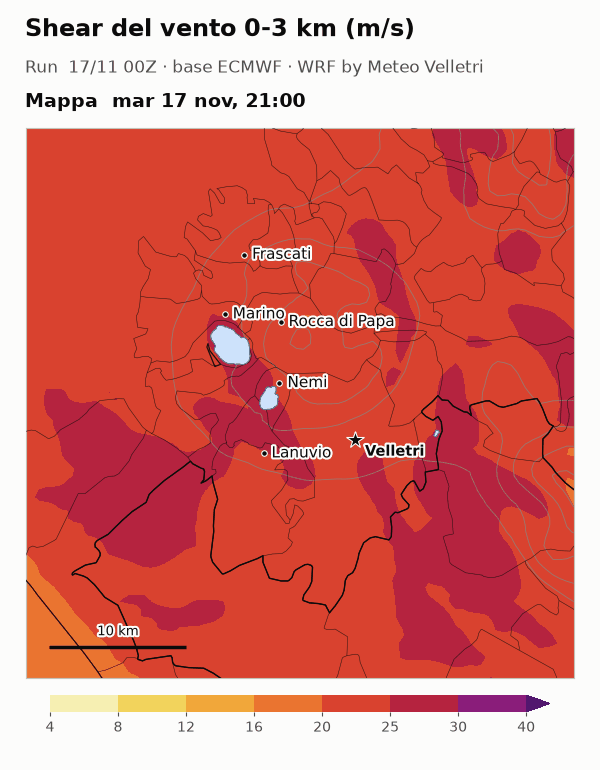 Shear del vento 0-3 km (m/s)
Run  17/11 00Z · base ECMWF · WRF by Meteo Velletri
Mappa  mar 17 nov, 21:00
Frascati
Marino
Rocca di Papa
Nemi
Velletri
Lanuvio
10 km
4 8 12 16 20 25 30 40